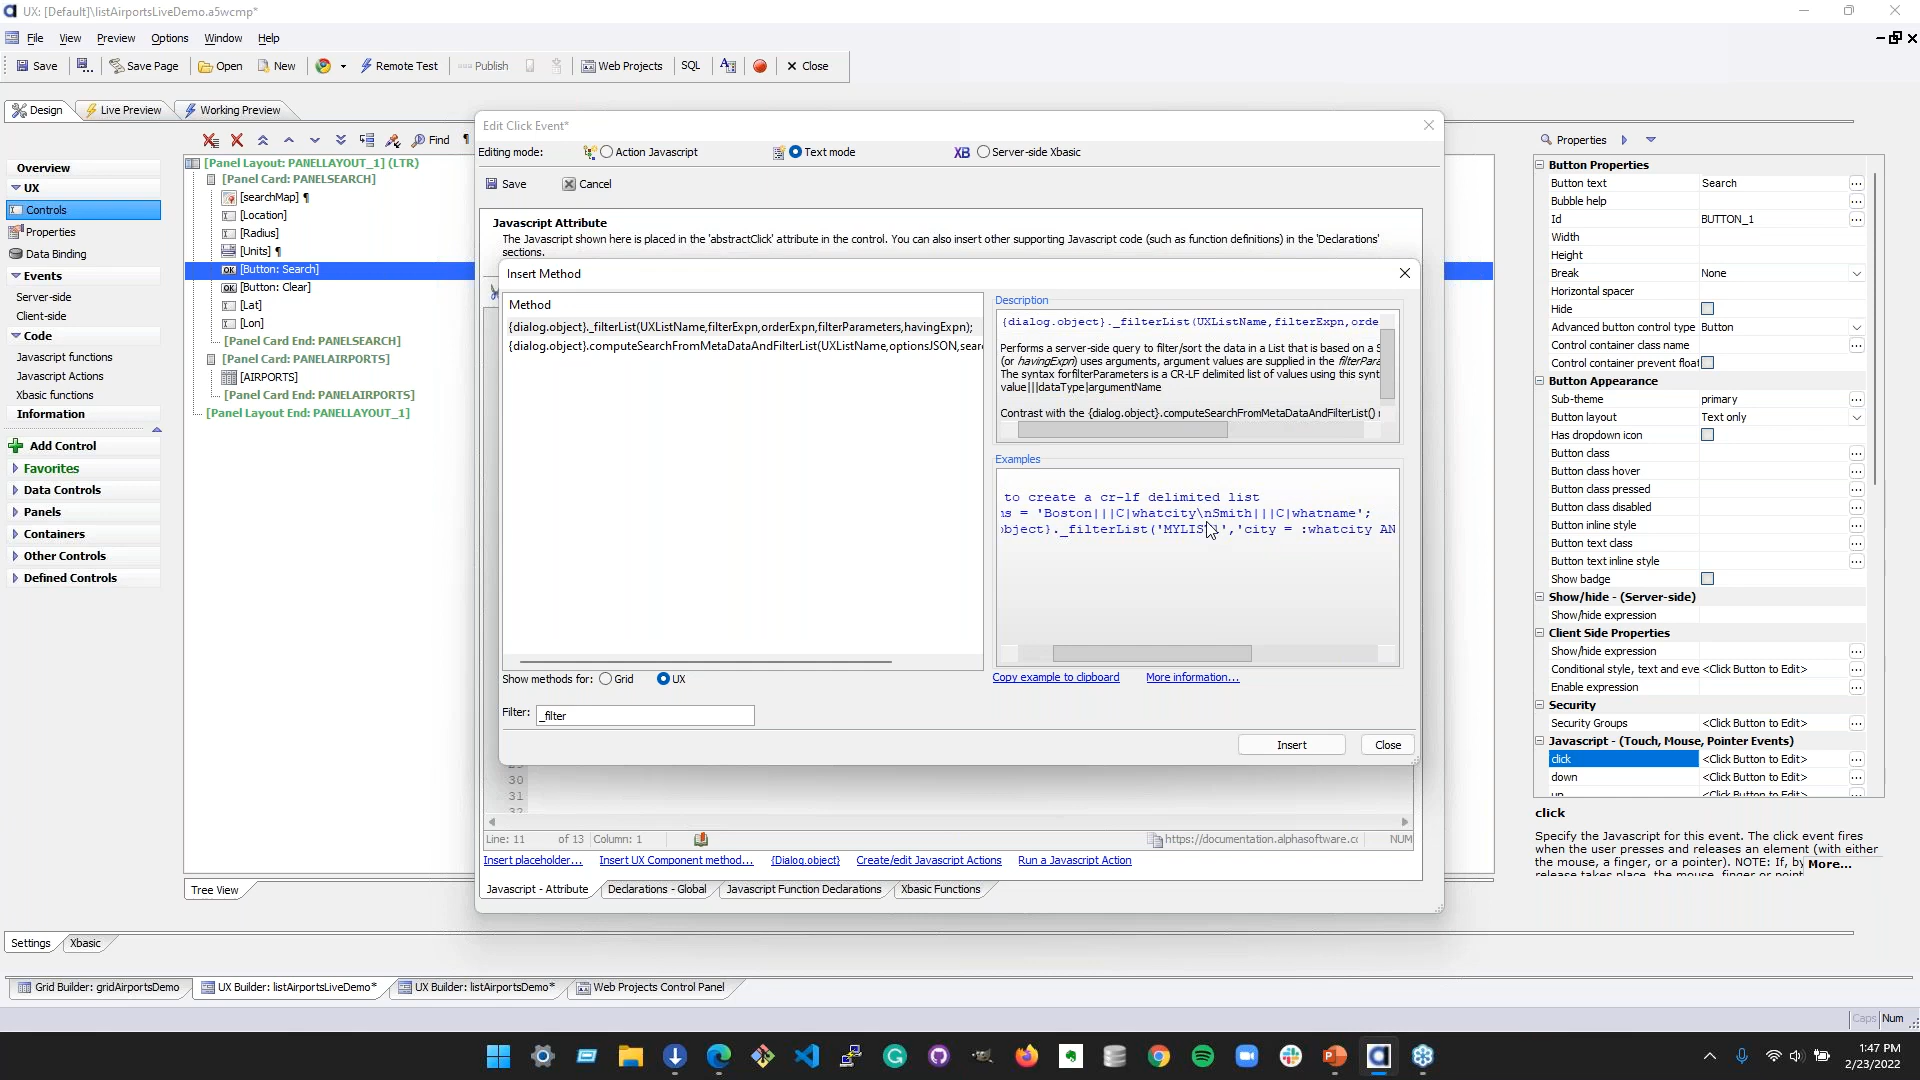 UX: [Default]\listAirportsLiveDemo.a5wcmp*
File View Preview Options Window Help
Save Save Page Open New Remote Test Publish Web Projects SQL Close
Design Live Preview Working Preview
Find
Overview
UX
Controls
Properties
Data Binding
Events
Server-side
Client-side
Code
Javascript functions
Javascript Actions
Xbasic functions
Information
Add Control
Favorites
Data Controls
Panels
Containers
Other Controls
Defined Controls
[Panel Layout: PANELLAYOUT_1] (LTR)
[Panel Card: PANELSEARCH]
[searchMap] ¶
[Location]
[Radius]
[Units] ¶
OK [Button: Search]
OK [Button: Clear]
[Lat]
[Lon]
[Panel Card End: PANELSEARCH]
[Panel Card: PANELAIRPORTS]
[AIRPORTS]
[Panel Card End: PANELAIRPORTS]
[Panel Layout End: PANELLAYOUT_1]
Tree View
Edit Click Event*
Editing mode: Action Javascript Text mode XB Server-side Xbasic
Save Cancel
Javascript Attribute
The Javascript shown here is placed in the 'abstractClick' attribute in the control. You can also insert other supporting Javascript code (such as function definitions) in the 'Declarations'
sections.
Insert Method
Method
{dialog.object}._filterList(UXListName,filterExpn,orderExpn,filterParameters,havingExpn);
{dialog.object}.computeSearchFromMetaDataAndFilterList(UXListName,optionsJSON,sear
Description
{dialog.object}._filterList(UXListName,filterExpn,orde
Performs a server-side query to filter/sort the data in a List that is based on a S
(or havingExpn) uses arguments, argument values are supplied in the filterPara
The syntax forfilterParameters is a CR-LF delimited list of values using this synt
value|||dataType|argumentName
Contrast with the {dialog.object}.computeSearchFromMetaDataAndFilterList()
Examples
to create a cr-lf delimited list
ms = 'Boston|||C|whatcity\nSmith|||C|whatname';
object}._filterList('MYLIST1','city = :whatcity AN
Copy example to clipboard More information...
Show methods for: Grid UX
Filter: _filter
Insert Close
30
31
32
Line: 11 of 13 Column: 1 https://documentation.alphasoftware.cc NUM
Insert placeholder... Insert UX Component method... {Dialog.object} Create/edit Javascript Actions Run a Javascript Action
Javascript - Attribute Declarations - Global Javascript Function Declarations Xbasic Functions
Properties
Button Properties
Button text Search
Bubble help
Id BUTTON_1
Width
Height
Break None
Horizontal spacer
Hide
Advanced button control type Button
Control container class name
Control container prevent float
Button Appearance
Sub-theme primary
Button layout Text only
Has dropdown icon
Button class
Button class hover
Button class pressed
Button class disabled
Button inline style
Button text class
Button text inline style
Show badge
Show/hide - (Server-side)
Show/hide expression
Client Side Properties
Show/hide expression
Conditional style, text and eve <Click Button to Edit>
Enable expression
Security
Security Groups <Click Button to Edit>
Javascript - (Touch, Mouse, Pointer Events)
click <Click Button to Edit>
down <Click Button to Edit>
up <Click Button to Edit>
click
Specify the Javascript for this event. The click event fires
when the user presses and releases an element (with either
the mouse, a finger, or a pointer). NOTE: If, by More...
release takes place, the mouse, finger or point
Settings Xbasic
Grid Builder: gridAirportsDemo UX Builder: listAirportsLiveDemo* UX Builder: listAirportsDemo* Web Projects Control Panel
Caps Num
1:47 PM
2/23/2022